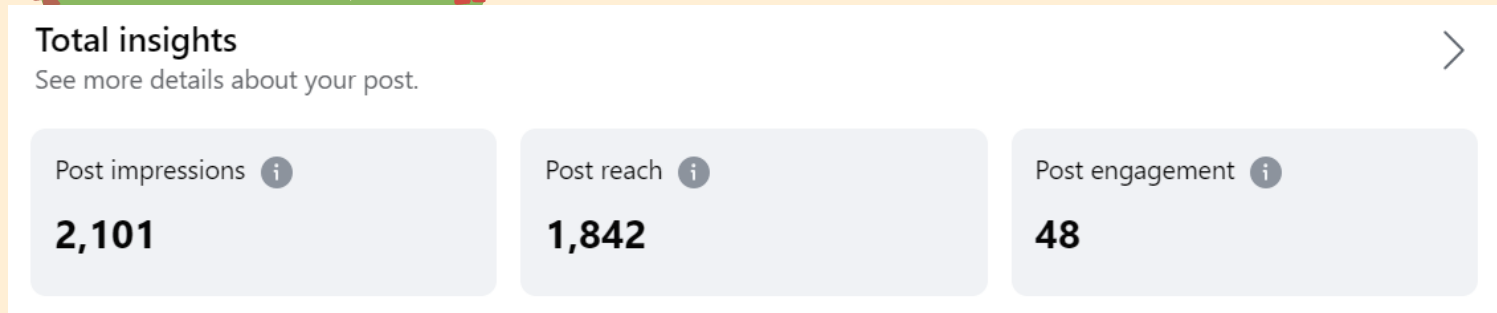 Total insights
See more details about your post.
Post impressions
2,101
Post reach
1,842
Post engagement
48